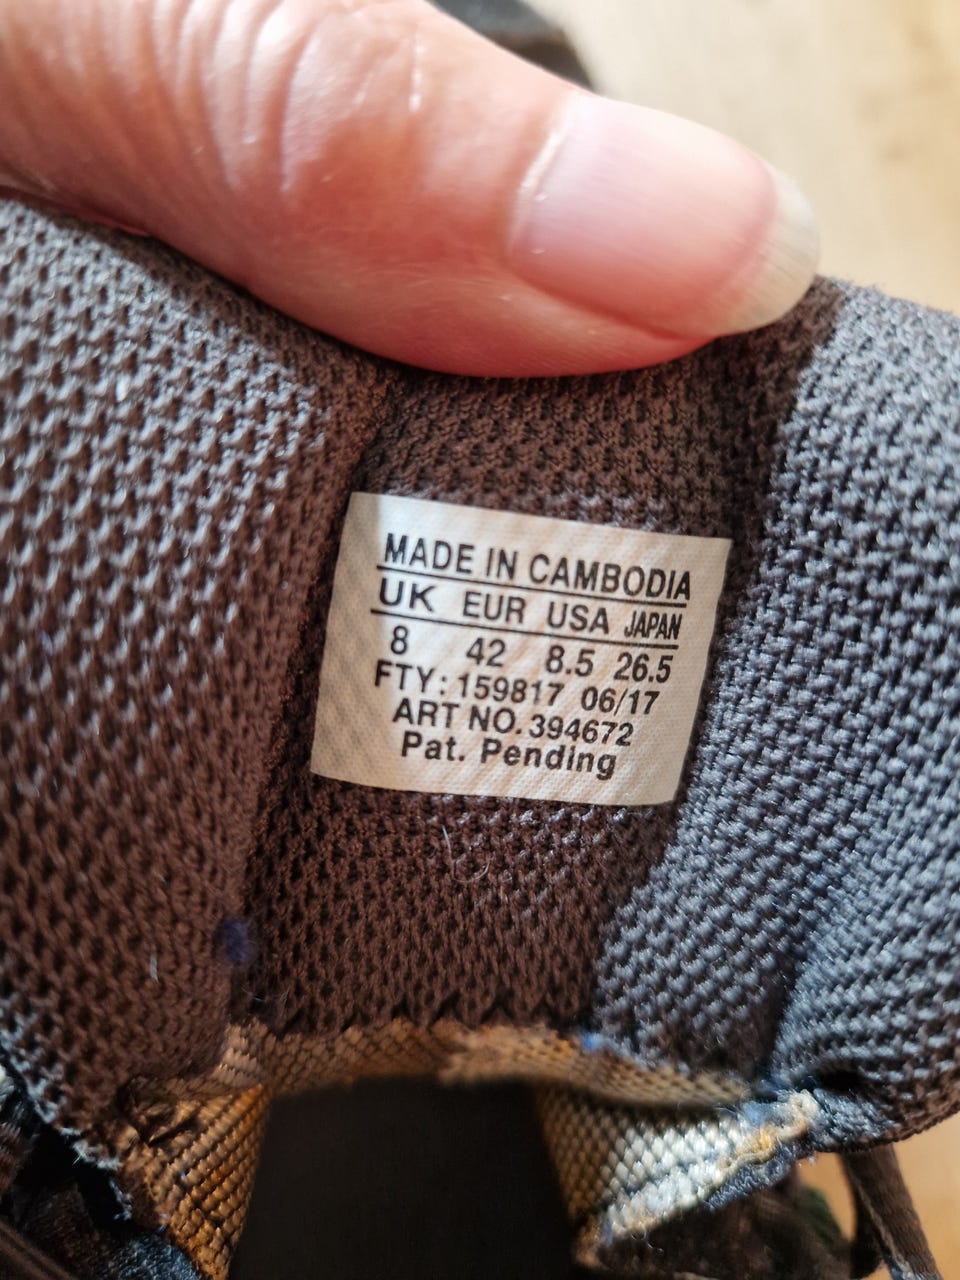 MADE IN CAMBODIA
UK EUR USA JAPAN
8 42 8.5 26.5
FTY: 159817 06/17
ART NO. 394672
Pat. Pending